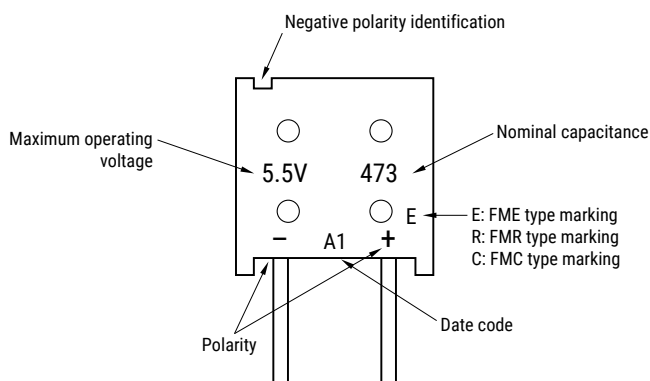 Negative polarity identification
Maximum operating
voltage
Nominal capacitance
5.5V 473
E
E: FME type marking
R: FMR type marking
C: FMC type marking
− A1 +
Date code
Polarity